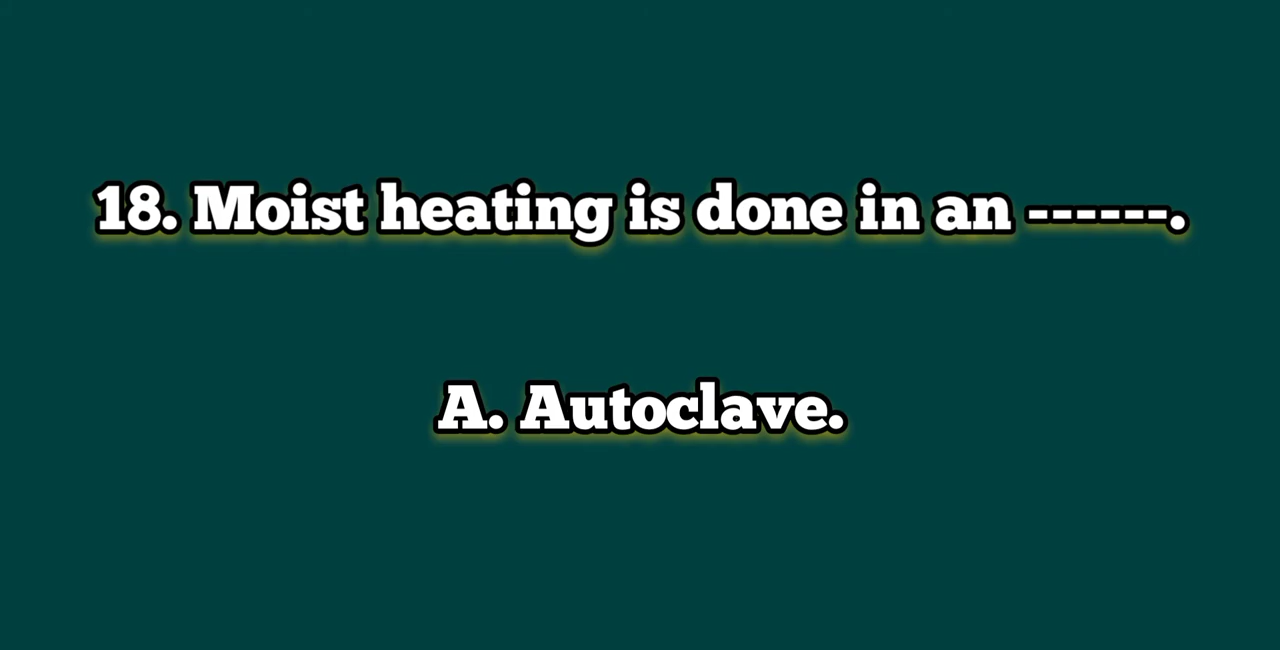 18. Moist heating is done in an ------.
A. Autoclave.